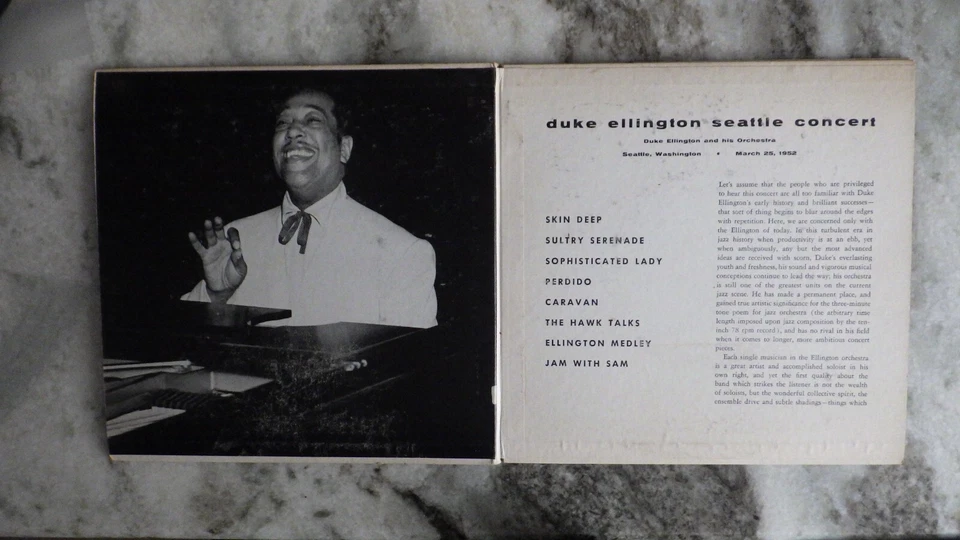 duke ellington seattle concert
Duke Ellington and his Orchestra
Seattle, Washington • March 25, 1952
SKIN DEEP
SULTRY SERENADE
SOPHISTICATED LADY
PERDIDO
CARAVAN
THE HAWK TALKS
ELLINGTON MEDLEY
JAM WITH SAM
Let's assume that the people who are privileged
to hear this concert are all too familiar with Duke
Ellington's early history and brilliant successes—
that sort of thing begins to blur around the edges
with repetition. Here, we are concerned only with
the Ellington of today. In this turbulent era in
jazz history when productivity is at an ebb, yet
when ambiguously, any but the most advanced
ideas are received with scorn, Duke's everlasting
youth and freshness, his sound and vigorous musical
conceptions continue to lead the way; his orchestra
is still one of the greatest units on the current
jazz scene. He has made a permanent place, and
gained true artistic significance for the three-minute
tone poem for jazz orchestra (the arbitrary time
length imposed upon jazz composition by the ten-
inch 78 rpm record), and has no rival in his field
when it comes to longer, more ambitious concert
pieces.
Each single musician in the Ellington orchestra
is a great artist and accomplished soloist in his
own right, and yet the first quality about the
band which strikes the listener is not the wealth
of soloists, but the wonderful collective spirit, the
ensemble drive and subtle shadings—things which